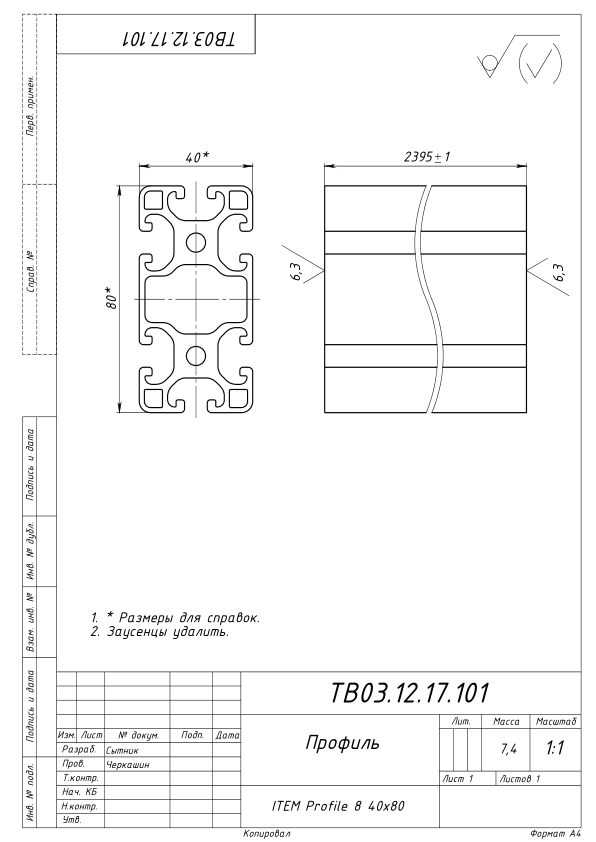 ТВ03.12.17.101
Перв. примен.
Справ. №
Подпись и дата
Инв. № дубл.
Взам. инв. №
Подпись и дата
Инв. № подл.
40*
2395±1
80*
6,3
6,3
1. * Размеры для справок.
2. Заусенцы удалить.
ТВ03.12.17.101
Изм. Лист № докум. Подп. Дата
Разраб. Сытник
Пров. Черкашин
Т.контр.
Нач. КБ
Н.контр.
Утв.
Профиль
Лит. Масса Масштаб
7,4 1:1
Лист 1 Листов 1
ITEM Profile 8 40x80
Копировал Формат А4